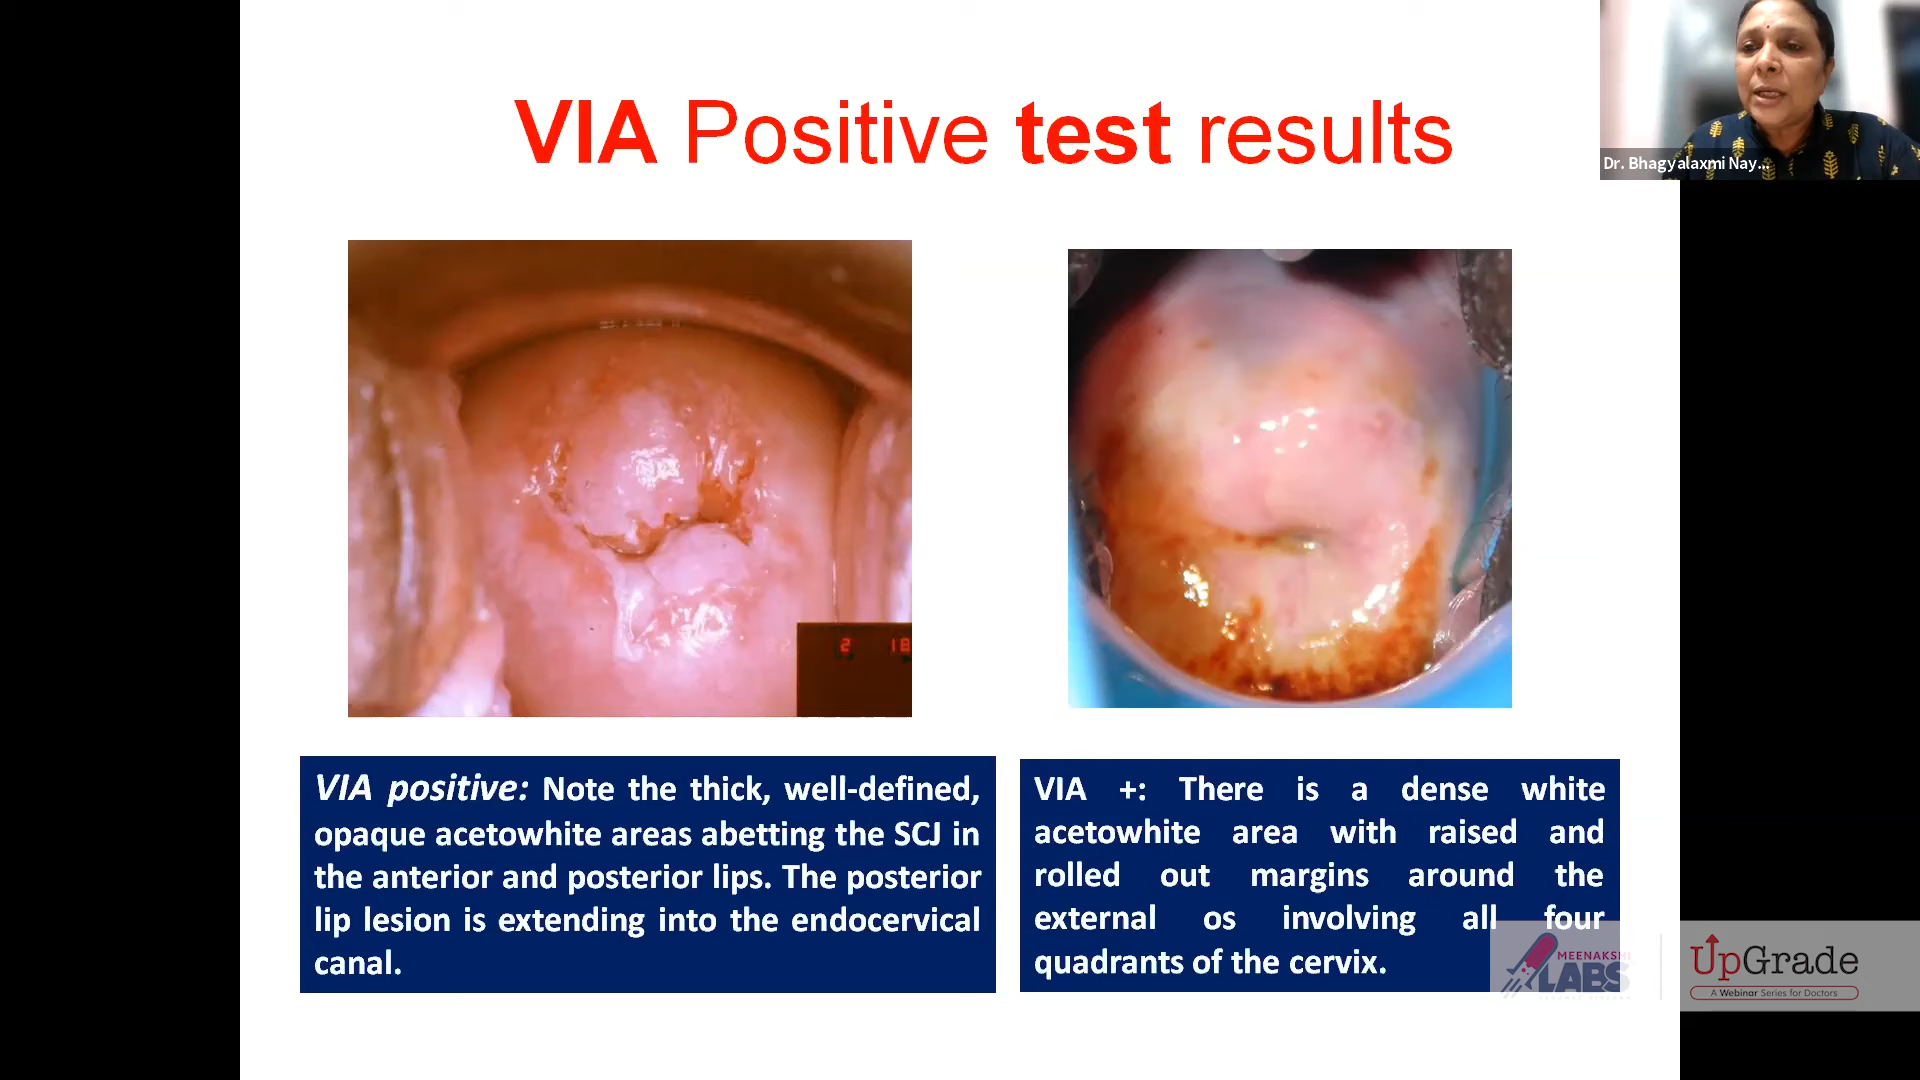 VIA Positive test results
Dr. Bhagyalaxmi Nay...
2 18
VIA positive: Note the thick, well-defined,
opaque acetowhite areas abetting the SCJ in
the anterior and posterior lips. The posterior
lip lesion is extending into the endocervical
canal.
VIA +: There is a dense white
acetowhite area with raised and
rolled out margins around the
external os involving all four
quadrants of the cervix.
MEENAKSHI
LABS
UpGrade
A Webinar Series for Doctors